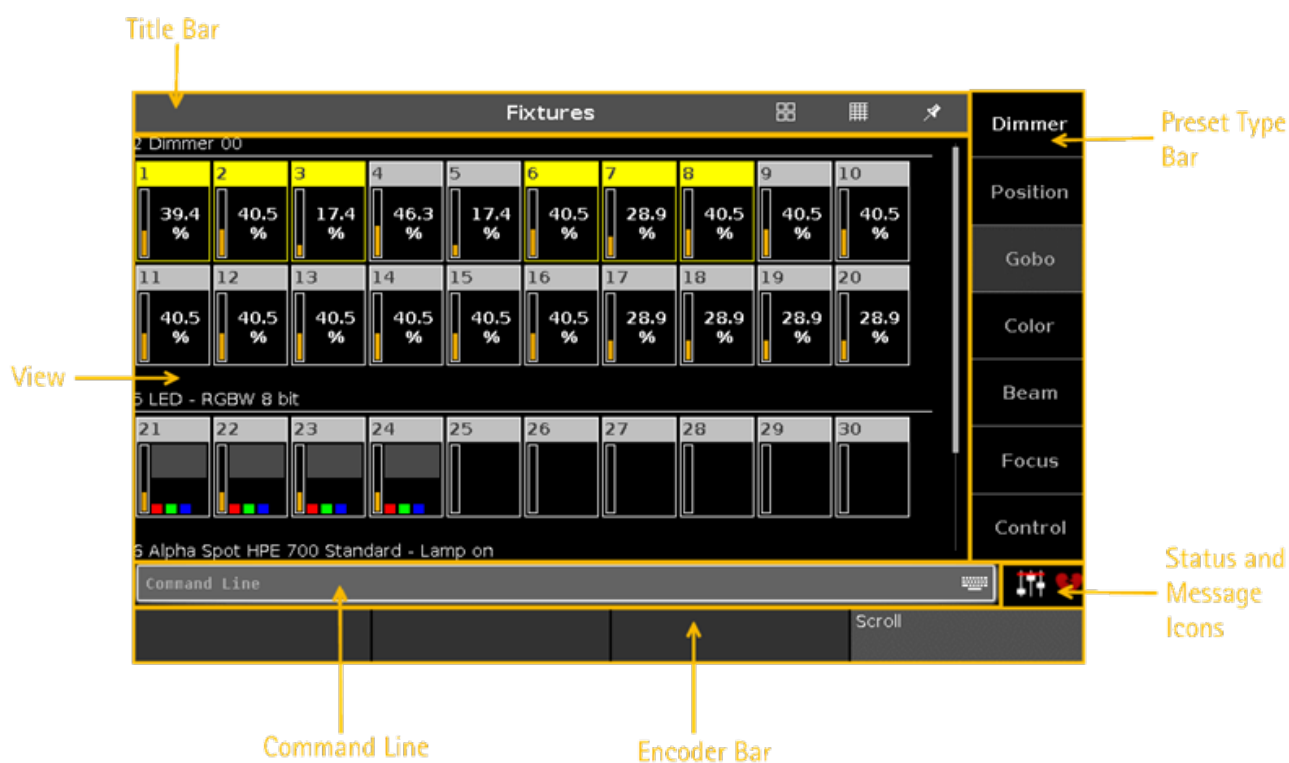 Title Bar
Fixtures
Dimmer
Preset Type
Bar
2 Dimmer 00
1 2 3 4 5 6 7 8 9 10
39.4 40.5 17.4 46.3 17.4 40.5 28.9 40.5 40.5 40.5
% % % % % % % % % %
Position
Gobo
11 12 13 14 15 16 17 18 19 20
40.5 40.5 40.5 40.5 40.5 40.5 28.9 28.9 28.9 28.9
% % % % % % % % % %
Color
View
LED - RGBW 8 bit
Beam
21 22 23 24 25 26 27 28 29 30
Focus
Control
6 Alpha Spot HPE 700 Standard - Lamp on
Command Line
Status and
Message
Icons
Scroll
Command Line
Encoder Bar